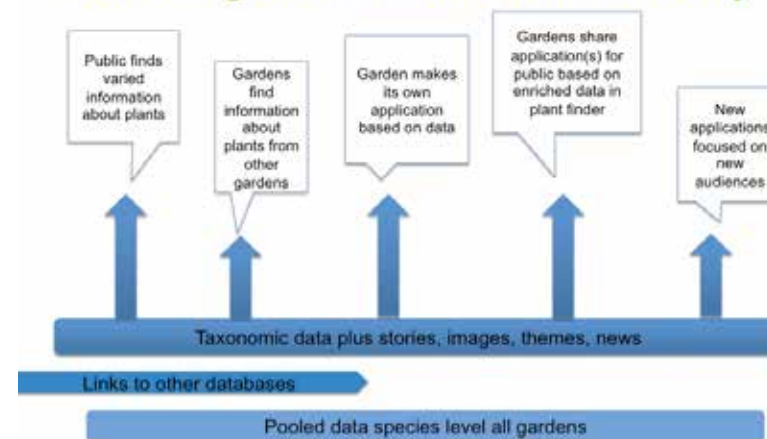 Public finds
varied
information
about plants
Gardens
find
information
about
plants from
other
gardens
Garden makes
its own
application
based on data
Gardens share
application(s) for
public based on
enriched data in
plant finder
New
applications
focused on
new
audiences
Taxonomic data plus stories, images, themes, news
Links to other databases
Pooled data species level all gardens